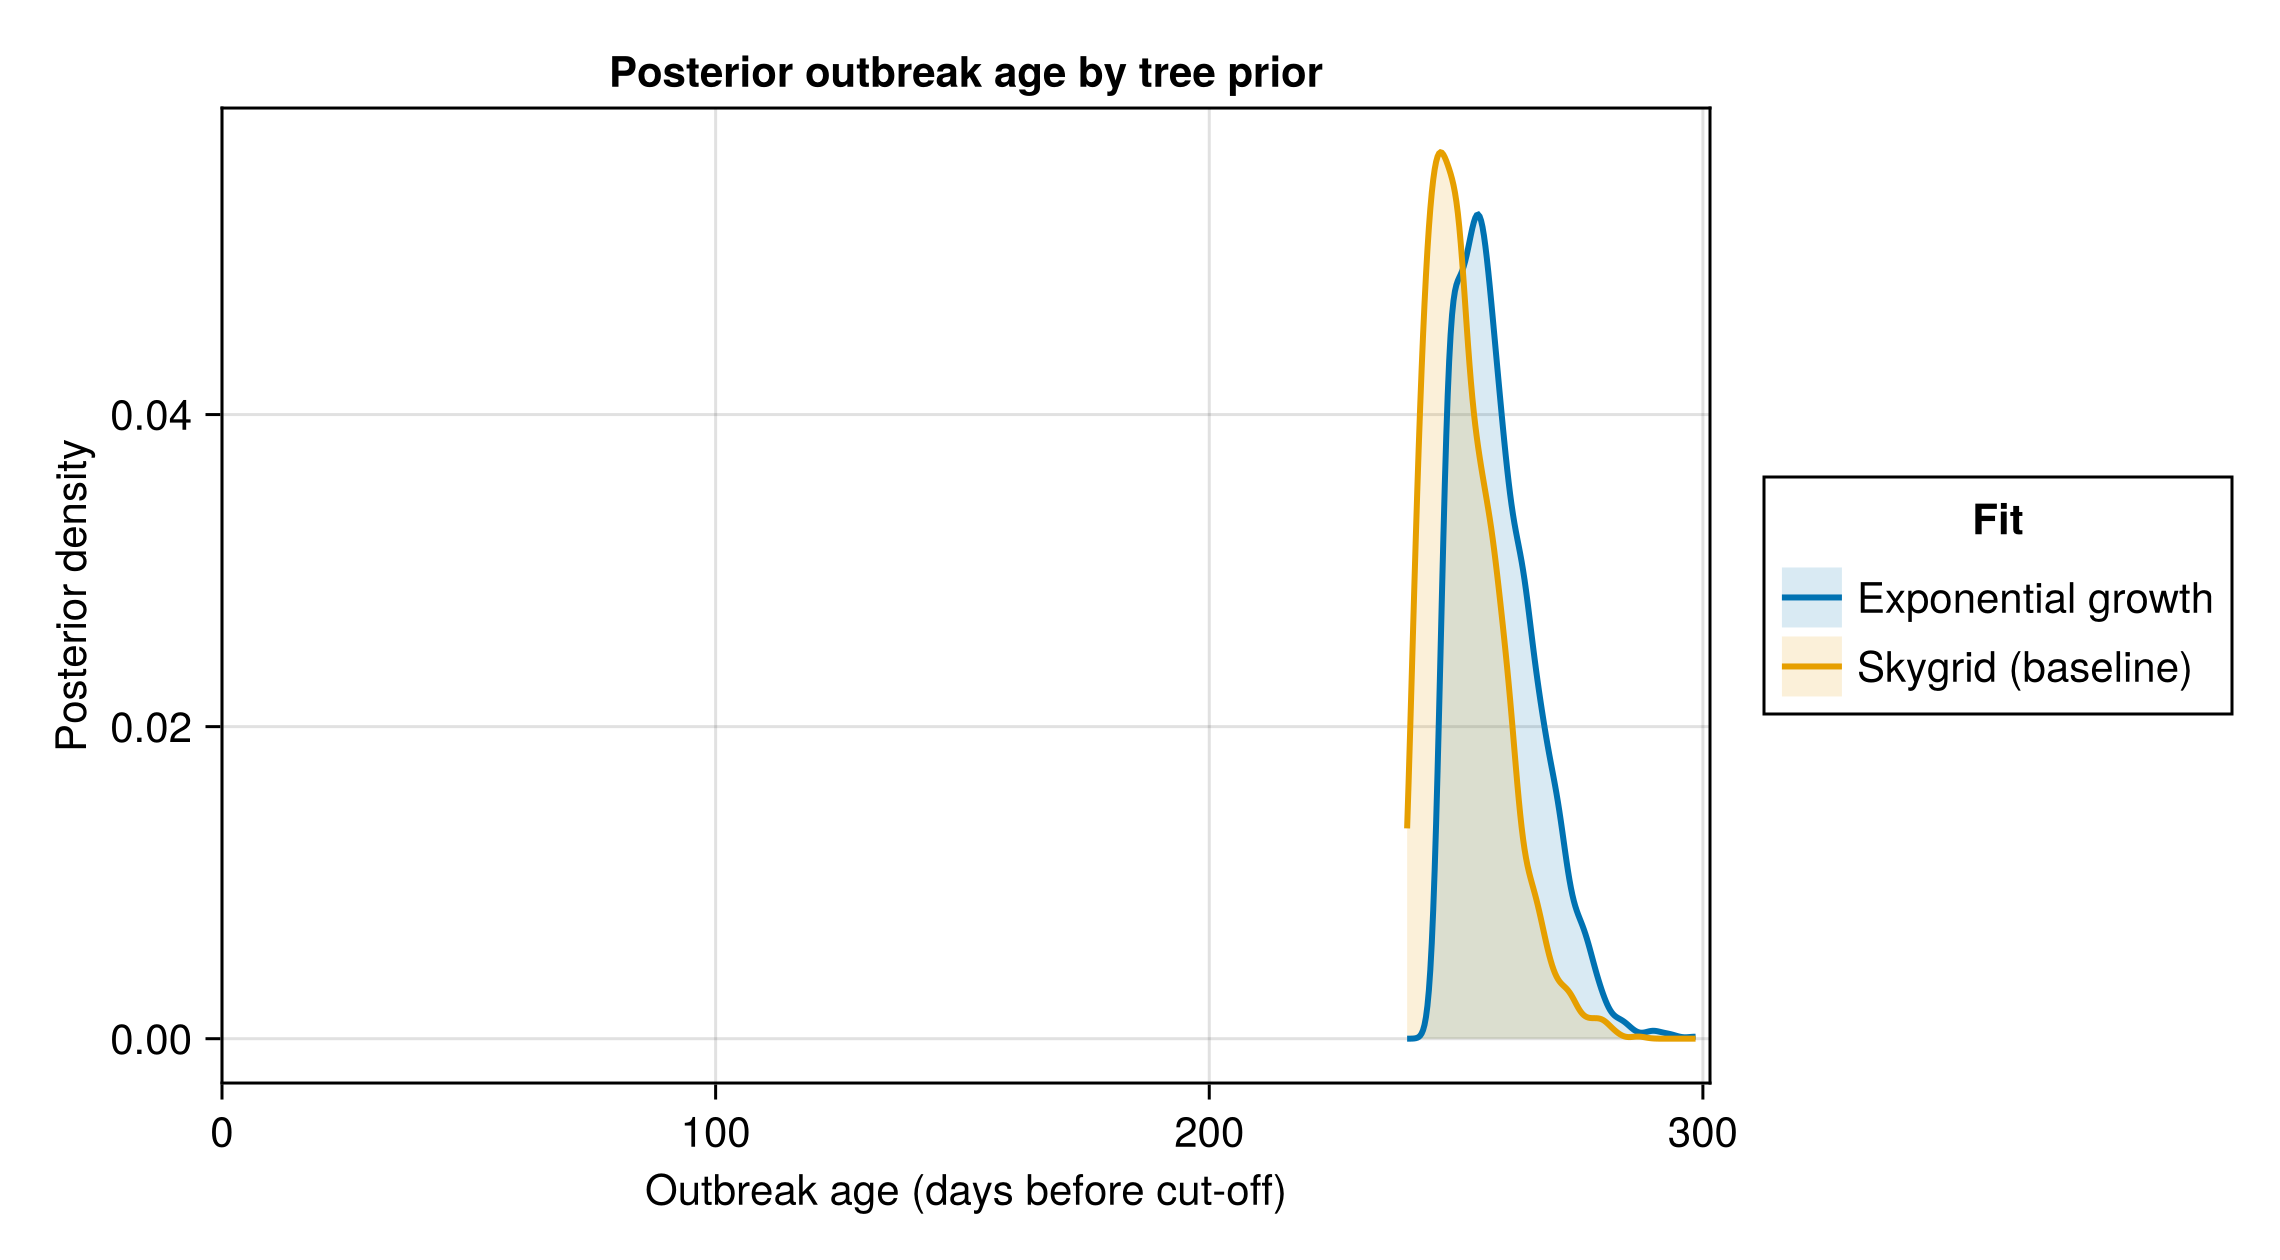 Posterior outbreak age by tree prior
Posterior density
0.04
0.02
0.00
0 100 200 300
Outbreak age (days before cut-off)
Fit
Exponential growth
Skygrid (baseline)